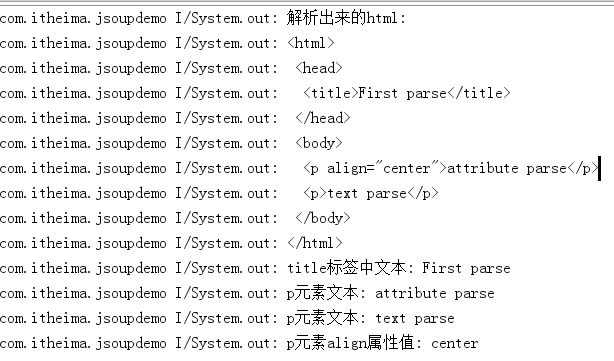 com.itheima.jsoupdemo I/System.out: 解析出来的html:
com.itheima.jsoupdemo I/System.out: <html>
com.itheima.jsoupdemo I/System.out:  <head>
com.itheima.jsoupdemo I/System.out:   <title>First parse</title>
com.itheima.jsoupdemo I/System.out:  </head>
com.itheima.jsoupdemo I/System.out:  <body>
com.itheima.jsoupdemo I/System.out:   <p align="center">attribute parse</p>
com.itheima.jsoupdemo I/System.out:   <p>text parse</p>
com.itheima.jsoupdemo I/System.out:  </body>
com.itheima.jsoupdemo I/System.out: </html>
com.itheima.jsoupdemo I/System.out: title标签中文本: First parse
com.itheima.jsoupdemo I/System.out: p元素文本: attribute parse
com.itheima.jsoupdemo I/System.out: p元素文本: text parse
com.itheima.jsoupdemo I/System.out: p元素align属性值: center